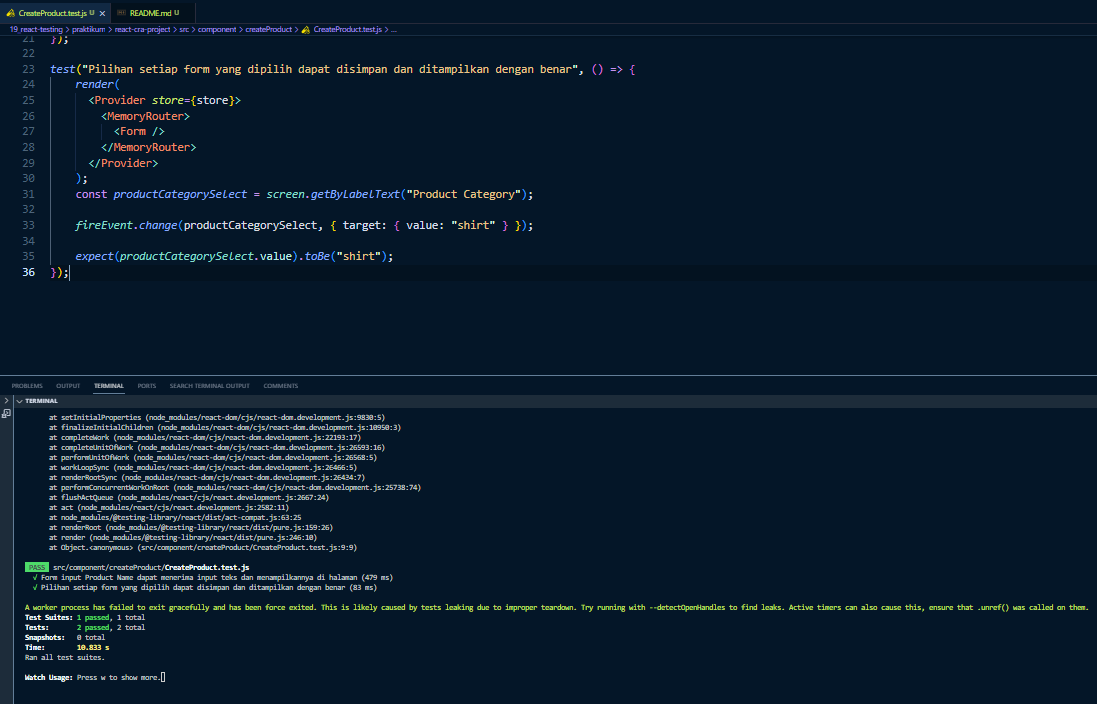 CreateProduct.test.js U ×
README.md U
19_react-testing > praktikum > react-cra-project > src > component > createProduct > CreateProduct.test.js > ...
21 });
22
23 test("Pilihan setiap form yang dipilih dapat disimpan dan ditampilkan dengan benar", () => {
24 render(
25 <Provider store={store}>
26 <MemoryRouter>
27 <Form />
28 </MemoryRouter>
29 </Provider>
30 );
31 const productCategorySelect = screen.getByLabelText("Product Category");
32
33 fireEvent.change(productCategorySelect, { target: { value: "shirt" } });
34
35 expect(productCategorySelect.value).toBe("shirt");
36 });
PROBLEMS OUTPUT TERMINAL PORTS SEARCH TERMINAL OUTPUT COMMENTS
TERMINAL
at setInitialProperties (node_modules/react-dom/cjs/react-dom.development.js:9830:5)
at finalizeInitialChildren (node_modules/react-dom/cjs/react-dom.development.js:10950:3)
at completeWork (node_modules/react-dom/cjs/react-dom.development.js:22193:17)
at completeUnitOfWork (node_modules/react-dom/cjs/react-dom.development.js:26593:16)
at performUnitOfWork (node_modules/react-dom/cjs/react-dom.development.js:26568:5)
at workLoopSync (node_modules/react-dom/cjs/react-dom.development.js:26466:5)
at renderRootSync (node_modules/react-dom/cjs/react-dom.development.js:26434:7)
at performConcurrentWorkOnRoot (node_modules/react-dom/cjs/react-dom.development.js:25738:74)
at flushActQueue (node_modules/react/cjs/react.development.js:2667:24)
at act (node_modules/react/cjs/react.development.js:2582:11)
at node_modules/@testing-library/react/dist/act-compat.js:63:25
at renderRoot (node_modules/@testing-library/react/dist/pure.js:159:26)
at render (node_modules/@testing-library/react/dist/pure.js:246:10)
at Object.<anonymous> (src/component/createProduct/CreateProduct.test.js:9:9)
PASS src/component/createProduct/CreateProduct.test.js
√ Form input Product Name dapat menerima input teks dan menampilkannya di halaman (479 ms)
√ Pilihan setiap form yang dipilih dapat disimpan dan ditampilkan dengan benar (83 ms)
A worker process has failed to exit gracefully and has been force exited. This is likely caused by tests leaking due to improper teardown. Try running with --detectOpenHandles to find leaks. Active timers can also cause this, ensure that .unref() was called on them.
Test Suites: 1 passed, 1 total
Tests: 2 passed, 2 total
Snapshots: 0 total
Time: 10.833 s
Ran all test suites.
Watch Usage: Press w to show more.